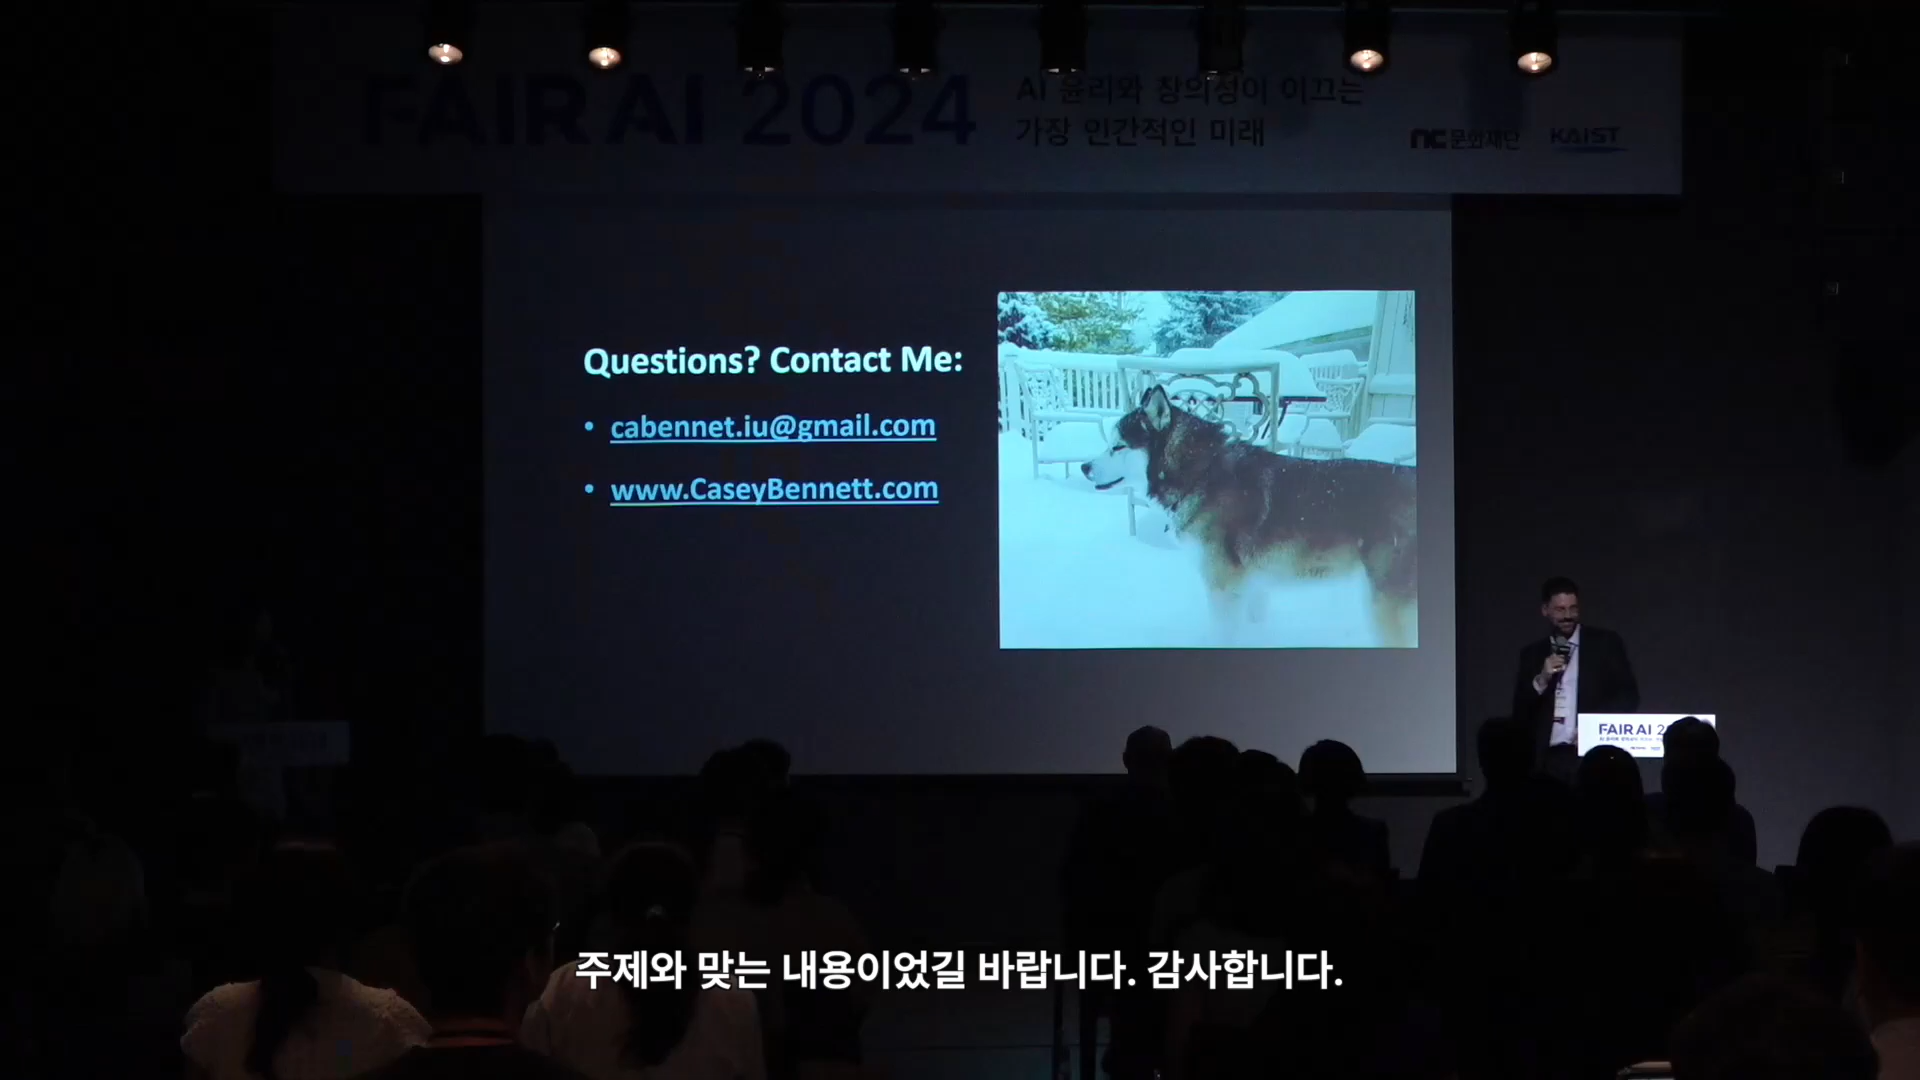 FAIR AI 2024
AI 윤리와 창의성이 이끄는
가장 인간적인 미래
nc문화재단
KAIST
Questions? Contact Me:
• cabennet.iu@gmail.com
• www.CaseyBennett.com
FAIR AI 2
주제와 맞는 내용이었길 바랍니다. 감사합니다.